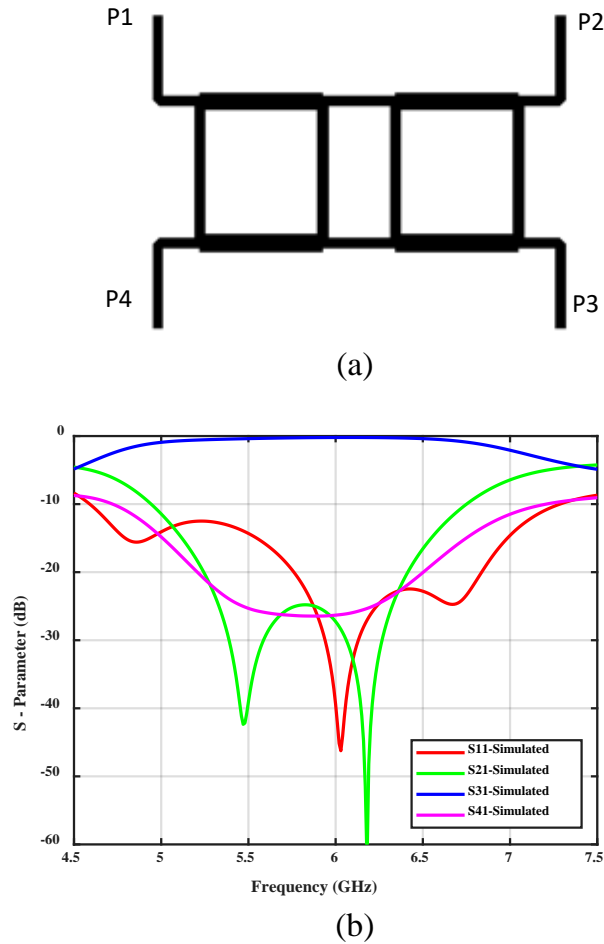 P1
P2
P4
P3
(a)
0
-10
-20
-30
-40
-50
-60
S - Parameter (dB)
S11-Simulated
S21-Simulated
S31-Simulated
S41-Simulated
4.5 5 5.5 6 6.5 7 7.5
Frequency (GHz)
(b)